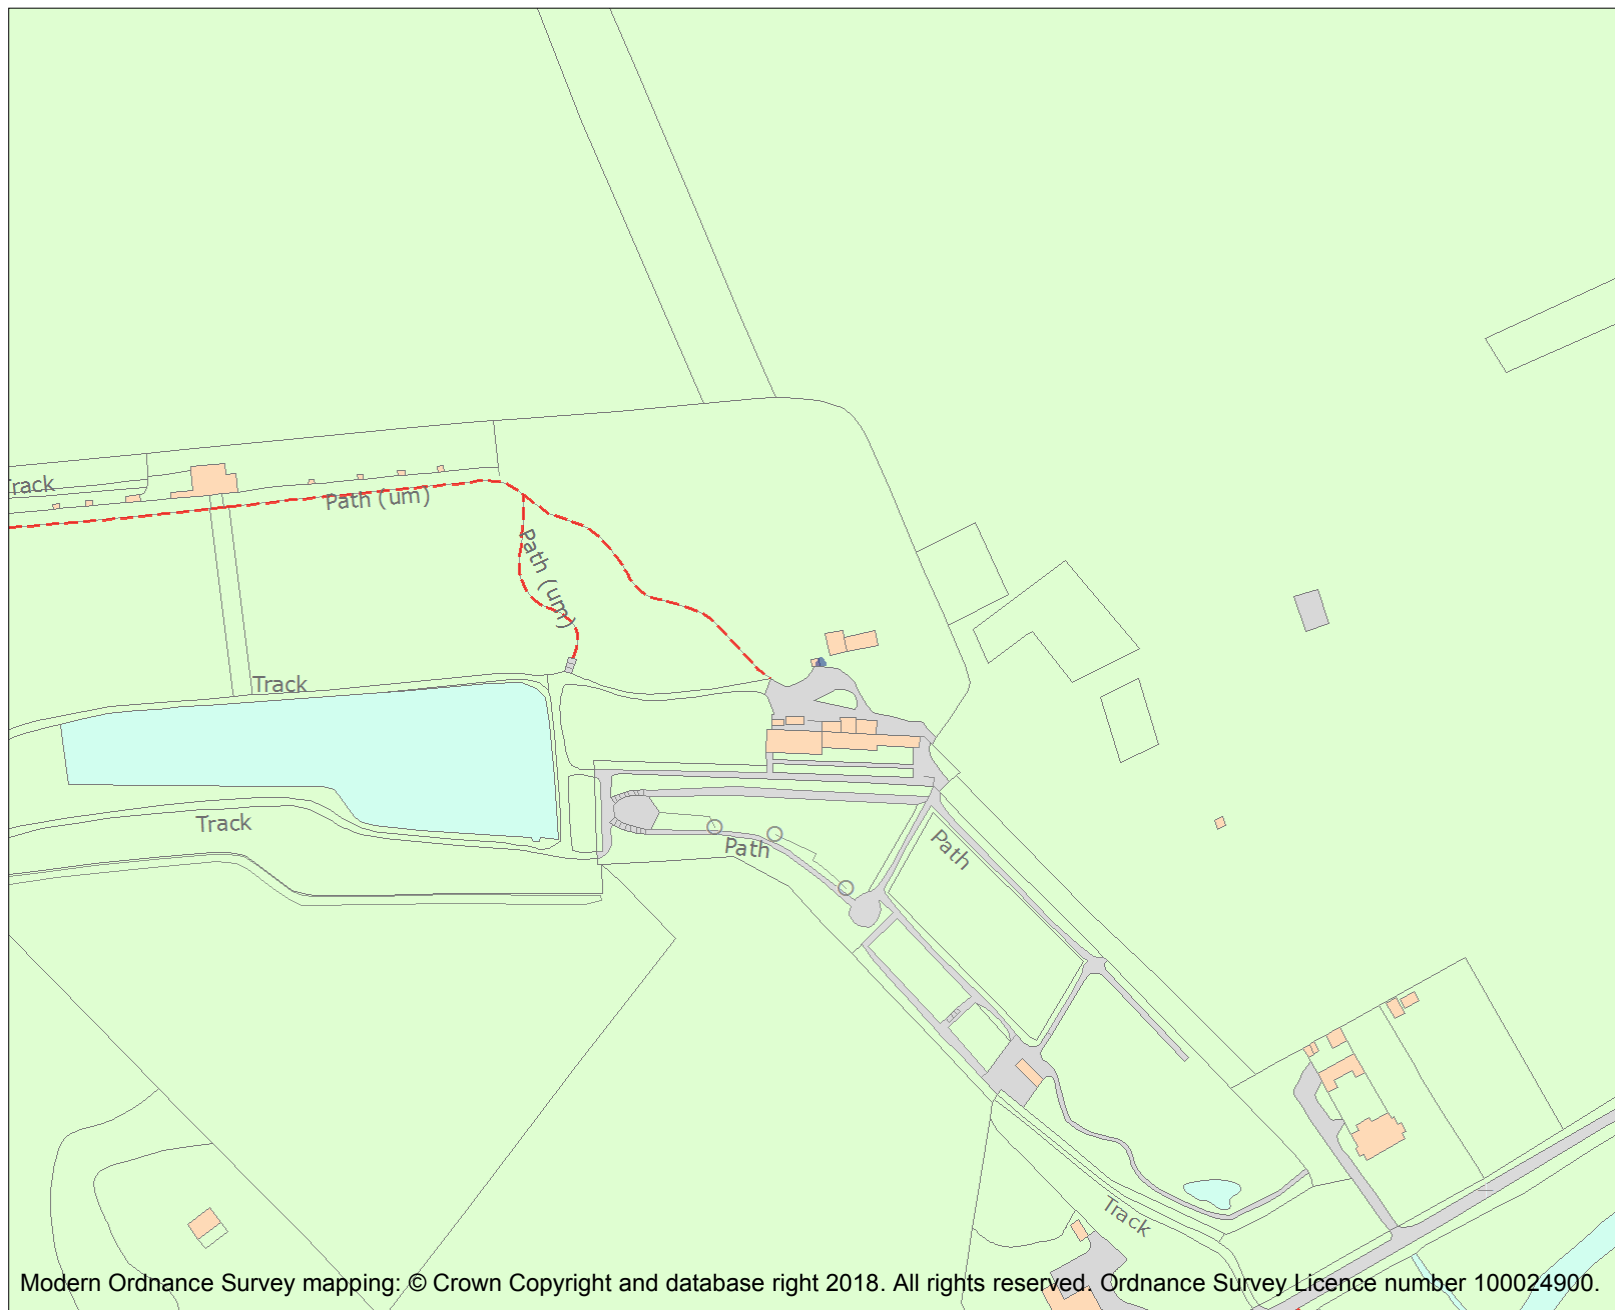 Track
Path (um)
Path (um)
Track
Track
Path
Path
Track
Modern Ordnance Survey mapping: © Crown Copyright and database right 2018. All rights reserved. Ordnance Survey Licence number 100024900.